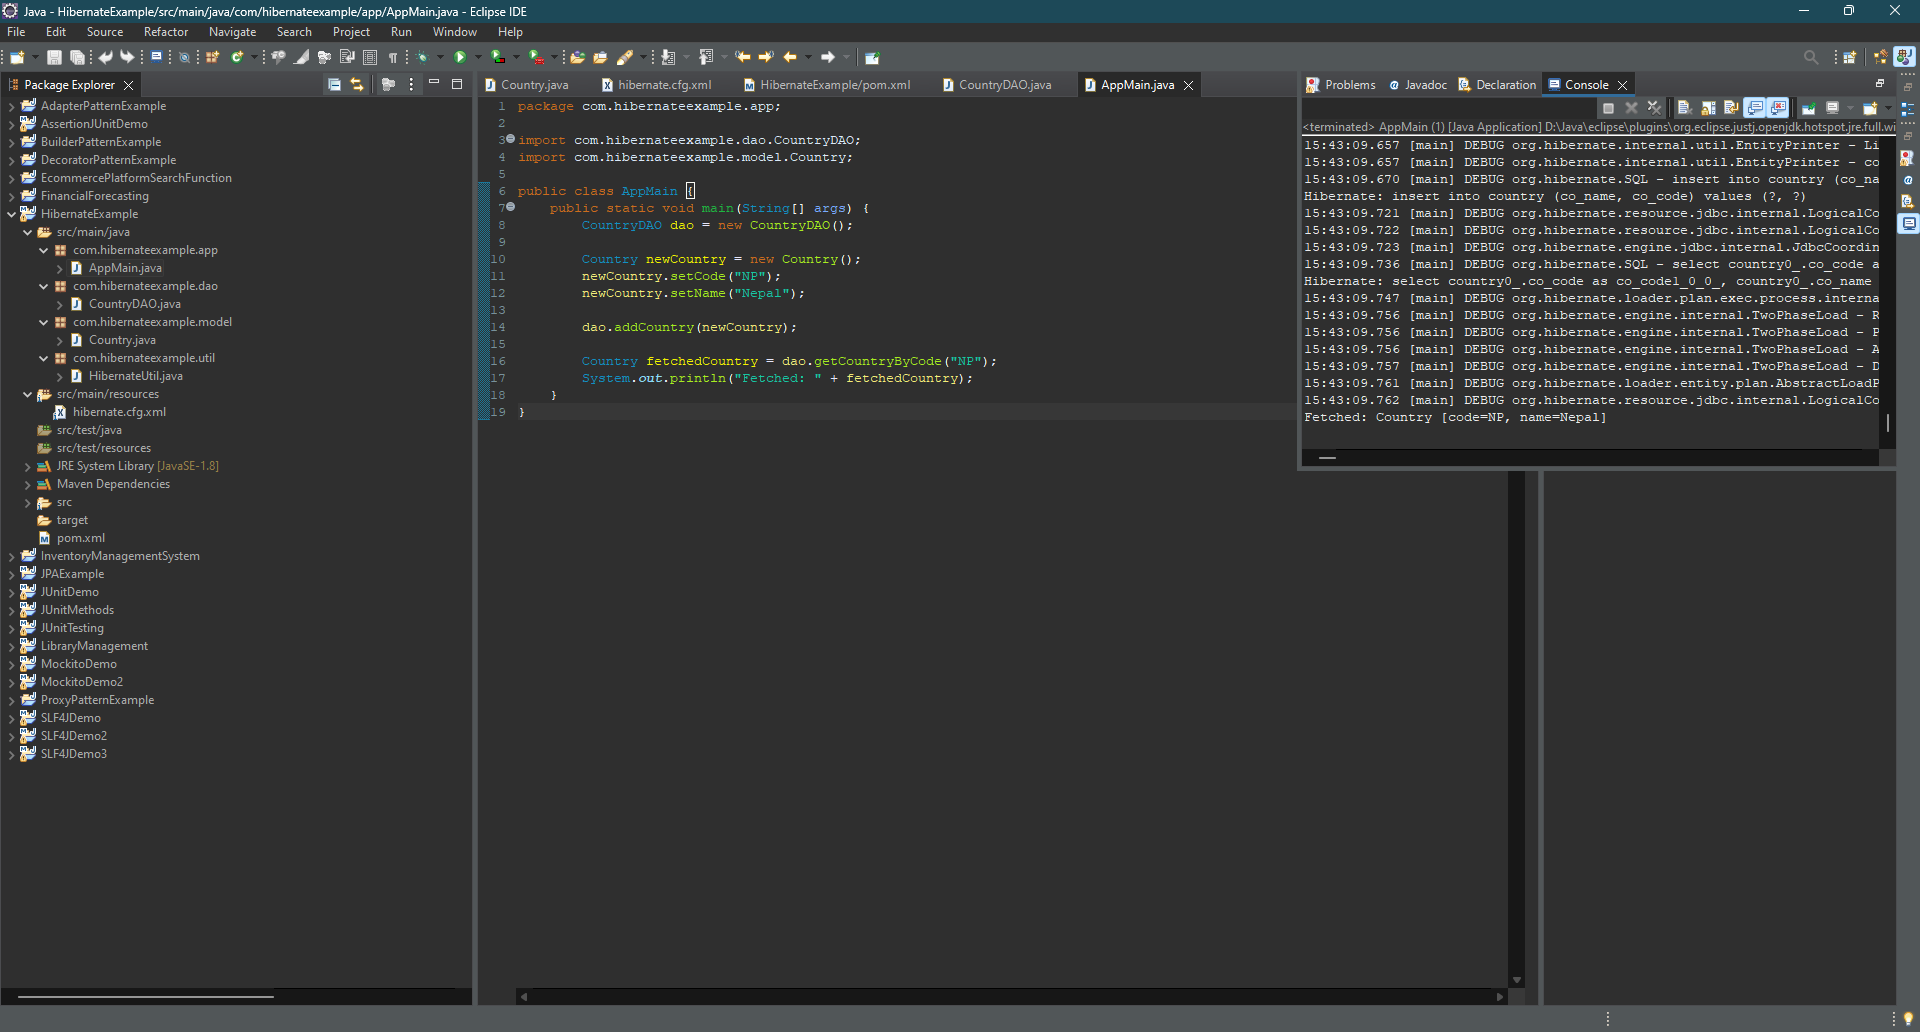 Java - HibernateExample/src/main/java/com/hibernateexample/app/AppMain.java - Eclipse IDE
File Edit Source Refactor Navigate Search Project Run Window Help
Package Explorer
AdapterPatternExample
AssertionJUnitDemo
BuilderPatternExample
DecoratorPatternExample
EcommercePlatformSearchFunction
FinancialForecasting
HibernateExample
src/main/java
com.hibernateexample.app
AppMain.java
com.hibernateexample.dao
CountryDAO.java
com.hibernateexample.model
Country.java
com.hibernateexample.util
HibernateUtil.java
src/main/resources
hibernate.cfg.xml
src/test/java
src/test/resources
JRE System Library [JavaSE-1.8]
Maven Dependencies
src
target
pom.xml
InventoryManagementSystem
JPAExample
JUnitDemo
JUnitMethods
JUnitTesting
LibraryManagement
MockitoDemo
MockitoDemo2
ProxyPatternExample
SLF4JDemo
SLF4JDemo2
SLF4JDemo3
Country.java hibernate.cfg.xml HibernateExample/pom.xml CountryDAO.java AppMain.java
1 package com.hibernateexample.app;
2
3 import com.hibernateexample.dao.CountryDAO;
4 import com.hibernateexample.model.Country;
5
6 public class AppMain {
7 public static void main(String[] args) {
8 CountryDAO dao = new CountryDAO();
9
10 Country newCountry = new Country();
11 newCountry.setCode("NP");
12 newCountry.setName("Nepal");
13
14 dao.addCountry(newCountry);
15
16 Country fetchedCountry = dao.getCountryByCode("NP");
17 System.out.println("Fetched: " + fetchedCountry);
18 }
19 }
Problems Javadoc Declaration Console
<terminated> AppMain (1) [Java Application] D:\Java\eclipse\plugins\org.eclipse.justj.openjdk.hotspot.jre.full.wi
15:43:09.657 [main] DEBUG org.hibernate.internal.util.EntityPrinter - Li
15:43:09.657 [main] DEBUG org.hibernate.internal.util.EntityPrinter - co
15:43:09.670 [main] DEBUG org.hibernate.SQL - insert into country (co_na
Hibernate: insert into country (co_name, co_code) values (?, ?)
15:43:09.721 [main] DEBUG org.hibernate.resource.jdbc.internal.LogicalCo
15:43:09.722 [main] DEBUG org.hibernate.resource.jdbc.internal.LogicalCo
15:43:09.723 [main] DEBUG org.hibernate.engine.jdbc.internal.JdbcCoordin
15:43:09.736 [main] DEBUG org.hibernate.SQL - select country0_.co_code a
Hibernate: select country0_.co_code as co_code1_0_0_, country0_.co_name
15:43:09.747 [main] DEBUG org.hibernate.loader.plan.exec.process.interna
15:43:09.756 [main] DEBUG org.hibernate.engine.internal.TwoPhaseLoad - R
15:43:09.756 [main] DEBUG org.hibernate.engine.internal.TwoPhaseLoad - P
15:43:09.756 [main] DEBUG org.hibernate.engine.internal.TwoPhaseLoad - A
15:43:09.757 [main] DEBUG org.hibernate.engine.internal.TwoPhaseLoad - D
15:43:09.761 [main] DEBUG org.hibernate.loader.entity.plan.AbstractLoadP
15:43:09.762 [main] DEBUG org.hibernate.resource.jdbc.internal.LogicalCo
Fetched: Country [code=NP, name=Nepal]